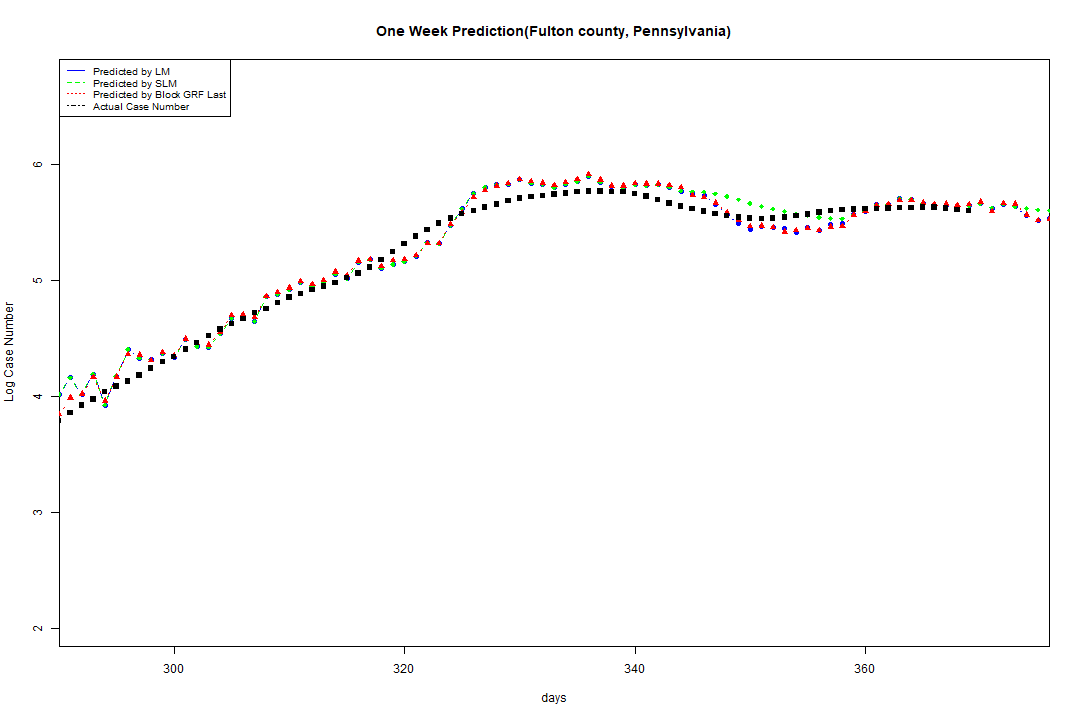 One Week Prediction(Fulton county, Pennsylvania)
Predicted by LM
Predicted by SLM
Predicted by Block GRF Last
Actual Case Number
6
5
4
3
2
Log Case Number
300 320 340 360
days